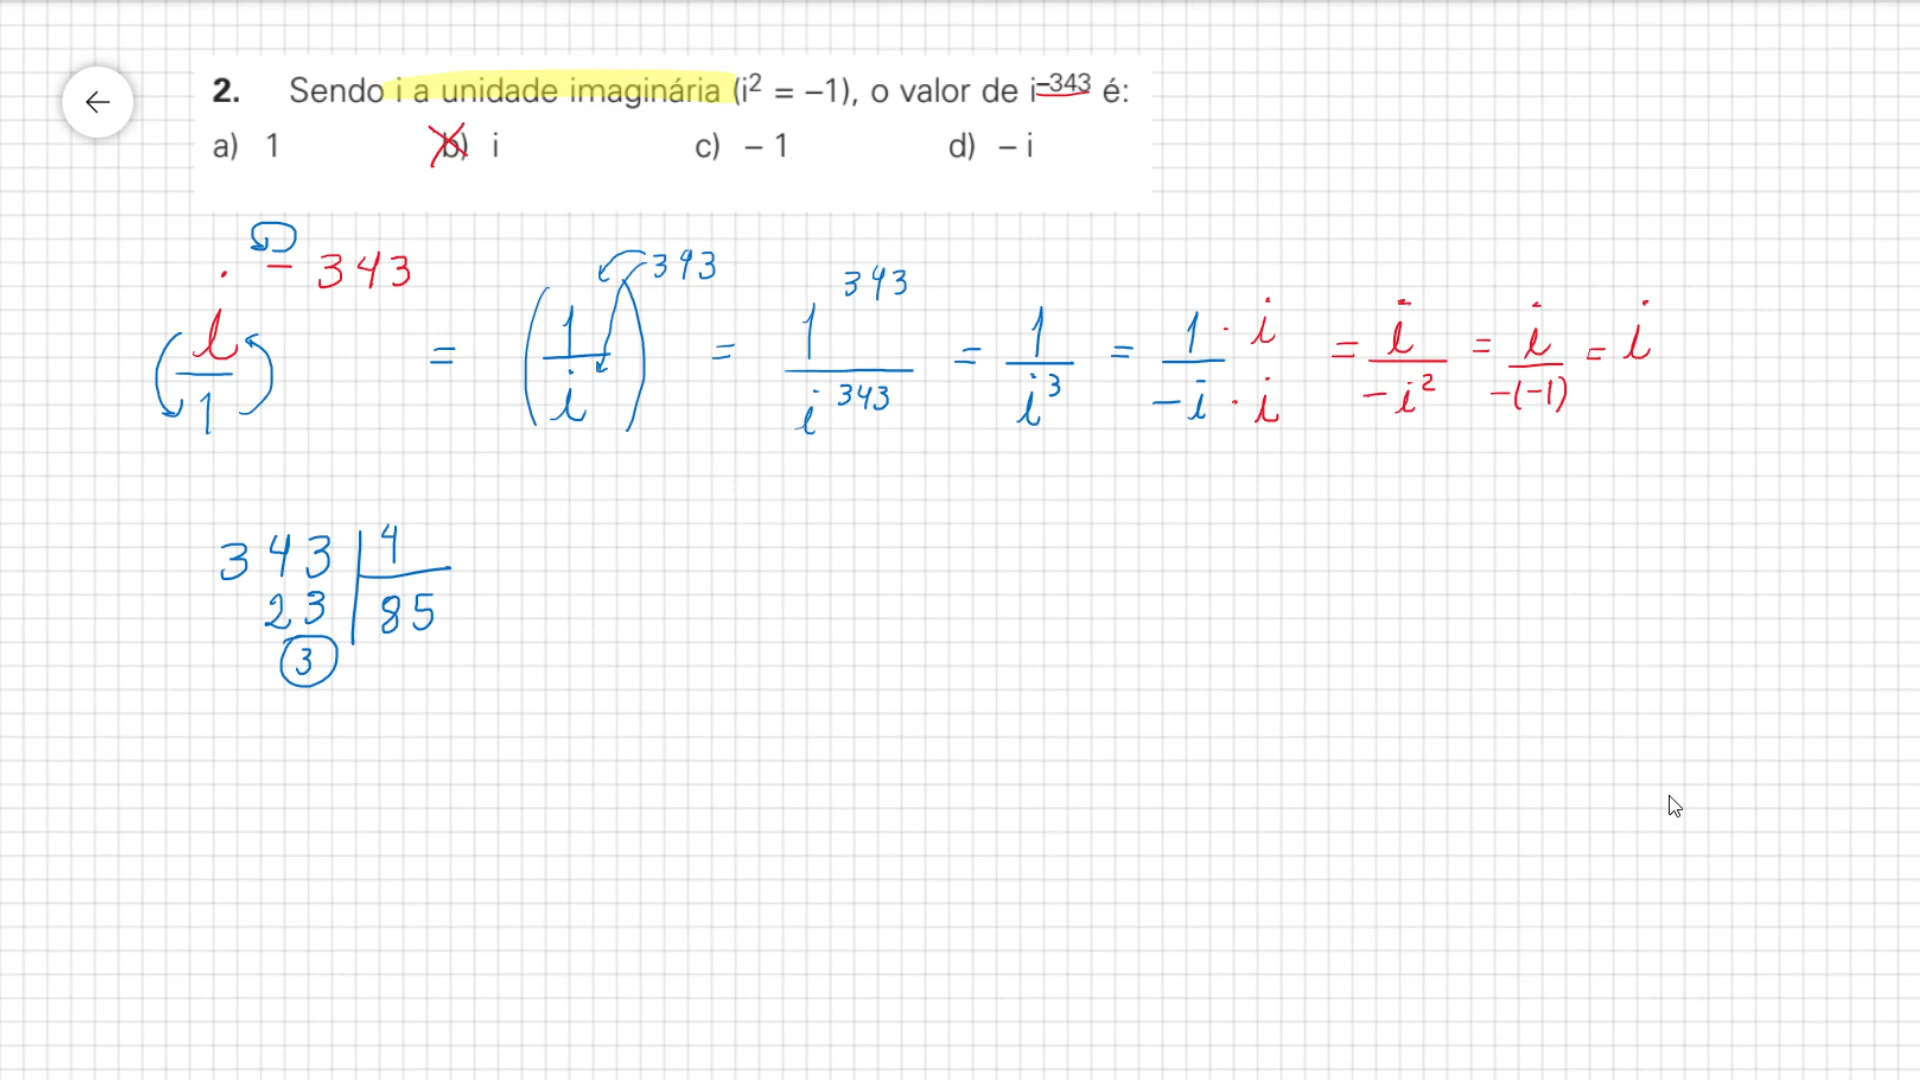 2. Sendo i a unidade imaginária (i² = –1), o valor de i⁻³⁴³ é:
a) 1 b) i c) – 1 d) – i
(i/1)⁻³⁴³ = (1/i)³⁴³ = 1³⁴³/i³⁴³ = 1/i³ = 1 · i/-i · i = i/-i² = i/-(-1) = i
343 | 4
23 | 85
3